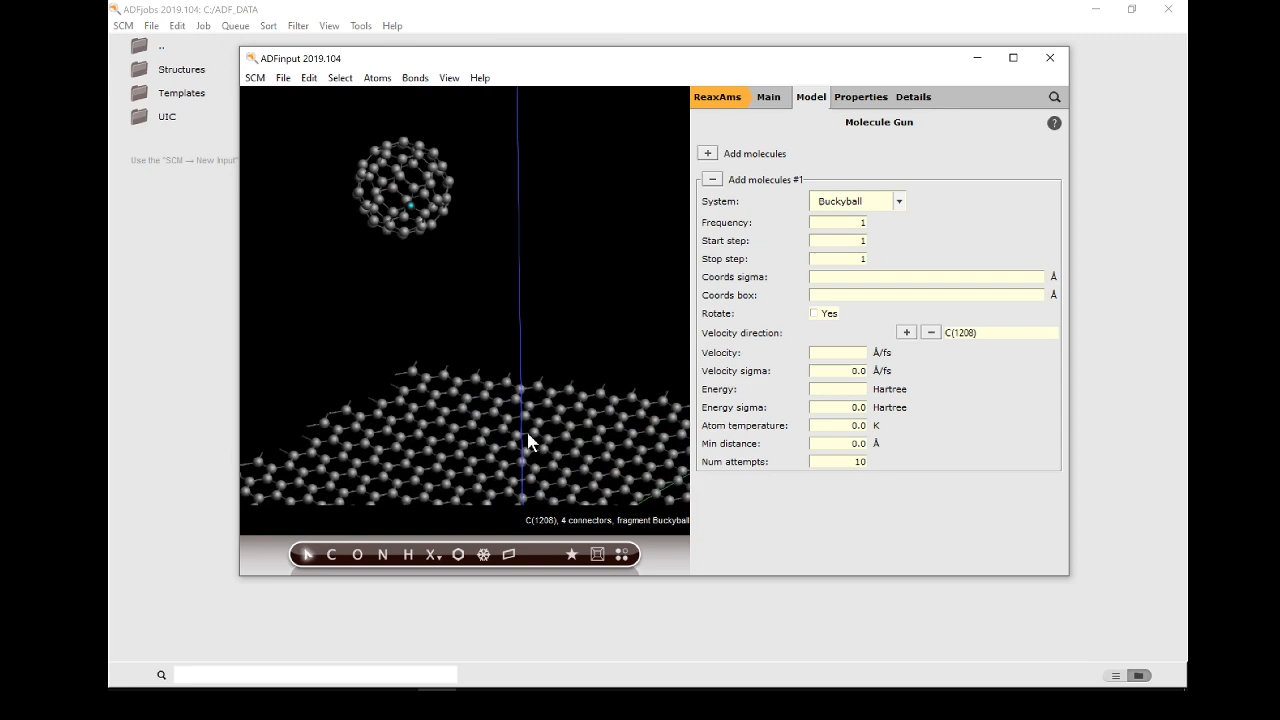 ADFjobs 2019.104: C:/ADF_DATA
SCM File Edit Job Queue Sort Filter View Tools Help
..
Structures
Templates
UIC
Use the "SCM → New Input"
ADFinput 2019.104
SCM File Edit Select Atoms Bonds View Help
ReaxAms Main Model Properties Details
Molecule Gun
?
+ Add molecules
− Add molecules #1
System: Buckyball
Frequency: 1
Start step: 1
Stop step: 1
Coords sigma: Å
Coords box: Å
Rotate: Yes
Velocity direction: + − C(1208)
Velocity: Å/fs
Velocity sigma: 0.0 Å/fs
Energy: Hartree
Energy sigma: 0.0 Hartree
Atom temperature: 0.0 K
Min distance: 0.0 Å
Num attempts: 10
C(1208), 4 connectors, fragment Buckyball
C O N H X